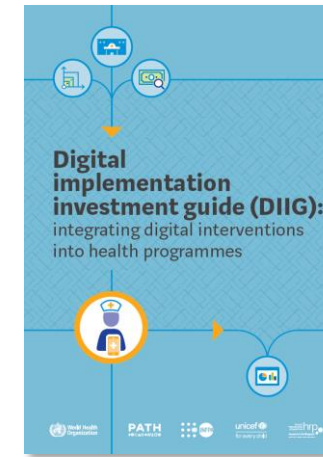 Digital
implementation
investment guide (DIIG):
integrating digital interventions
into health programmes
World Health
Organization
PATH
unicef
for every child
hrp